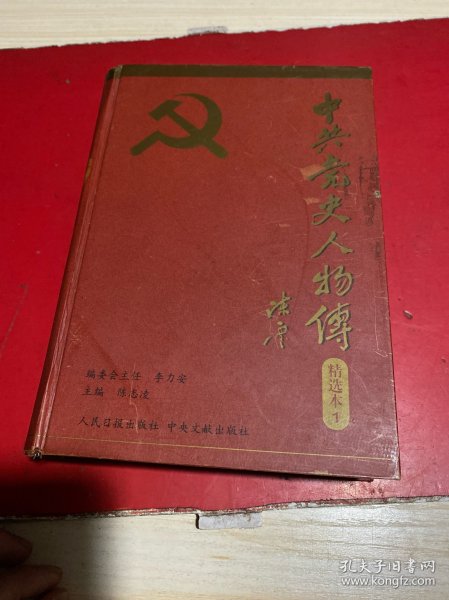 中共党史人物傳
陈云
精选本
1
编委会主任 李力安
主编 陈志凌
人民日报出版社 中央文献出版社
孔夫子旧书网
www.kongfz.com